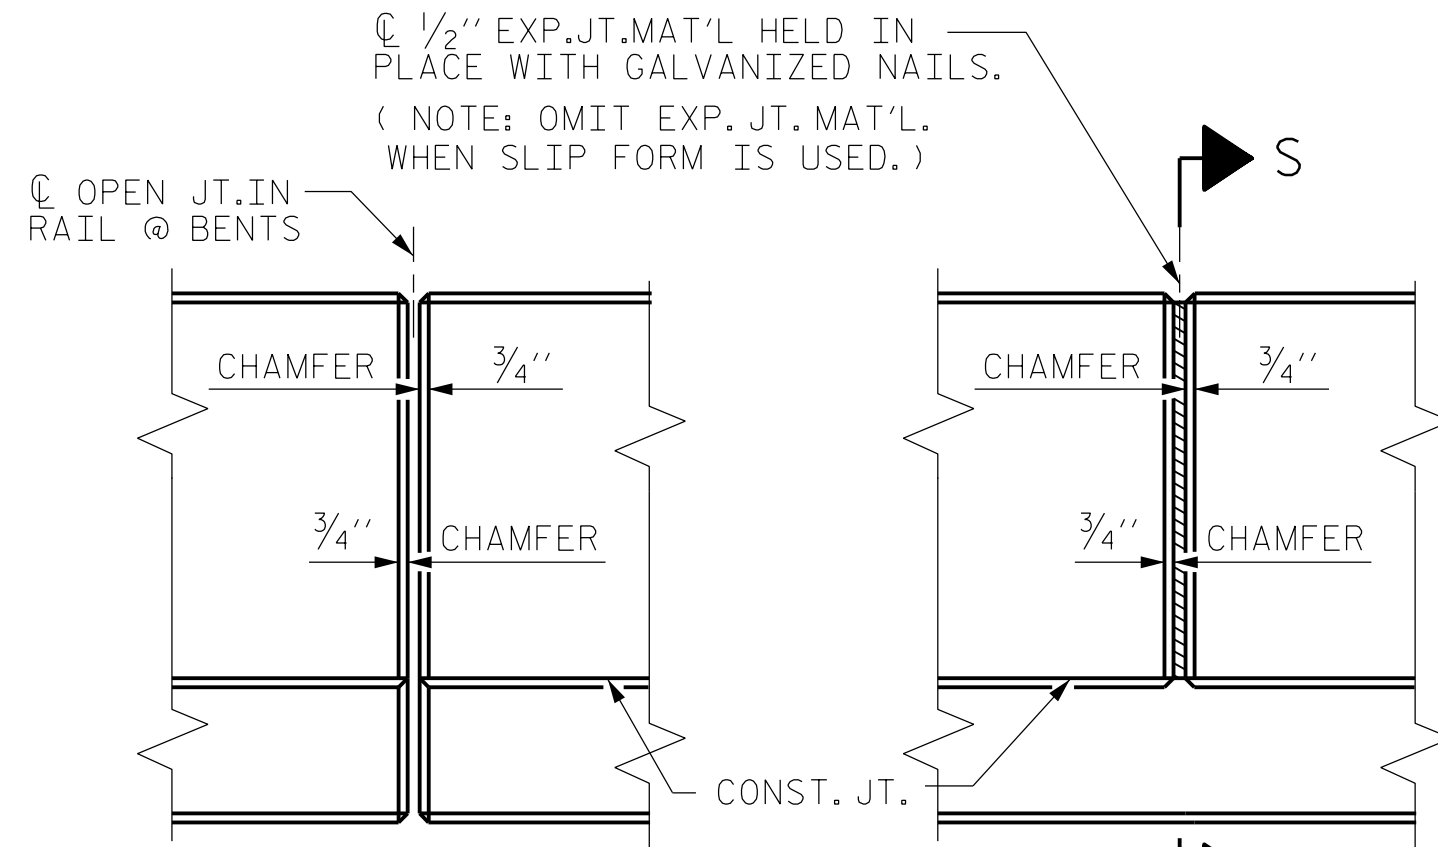 ℄ 1/2" EXP.JT.MAT'L HELD IN
PLACE WITH GALVANIZED NAILS.
( NOTE: OMIT EXP. JT. MAT'L.
WHEN SLIP FORM IS USED.)
S
℄ OPEN JT.IN
RAIL @ BENTS
CHAMFER 3/4"
CHAMFER 3/4"
3/4" CHAMFER
3/4" CHAMFER
CONST. JT.